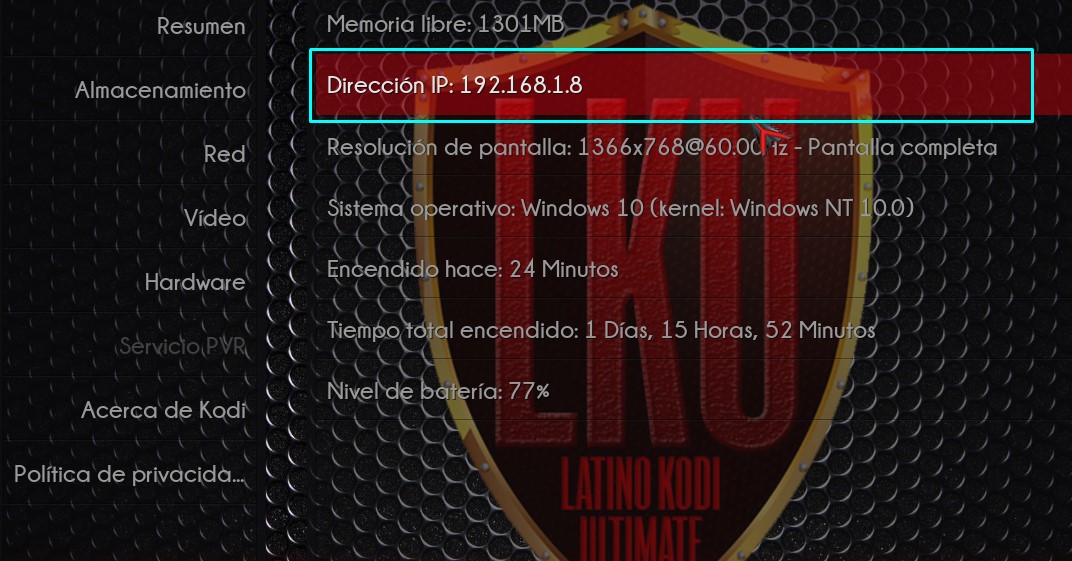 Resumen
Almacenamiento
Red
Vídeo
Hardware
Servicio PVR
Acerca de Kodi
Política de privacida...
Memoria libre: 1301MB
Dirección IP: 192.168.1.8
Resolución de pantalla: 1366x768@60.00Hz - Pantalla completa
Sistema operativo: Windows 10 (kernel: Windows NT 10.0)
Encendido hace: 24 Minutos
Tiempo total encendido: 1 Días, 15 Horas, 52 Minutos
Nivel de batería: 77%
LKU
LATINO KODI
ULTIMATE